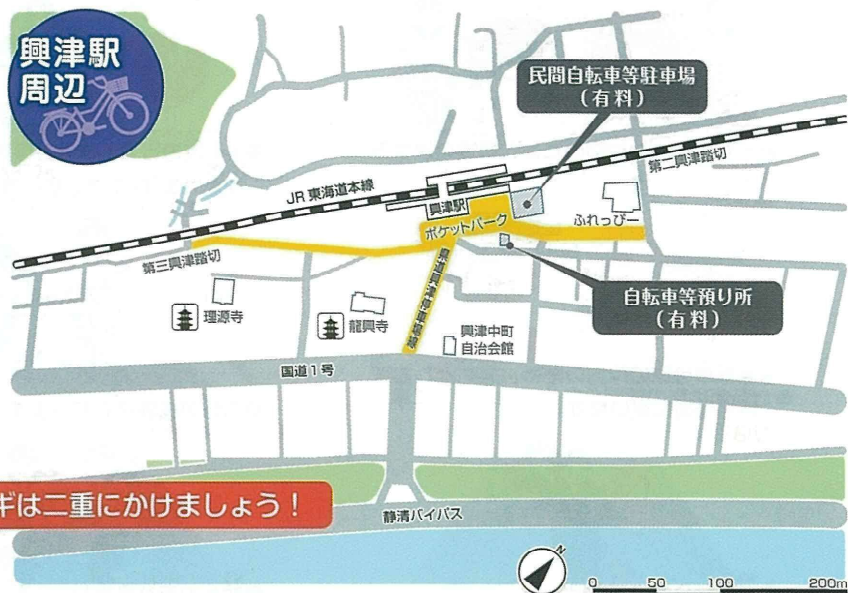 興津駅
周辺
民間自転車等駐車場
(有料)
第二興津踏切
JR東海道本線
興津駅
ふれっぴー
ポケットパーク
第三興津踏切
自転車等預り所
(有料)
理源寺
龍興寺
興津中町
自治会館
国道1号
ギは二重にかけましょう！
静清バイパス
N
0 50 100 200m